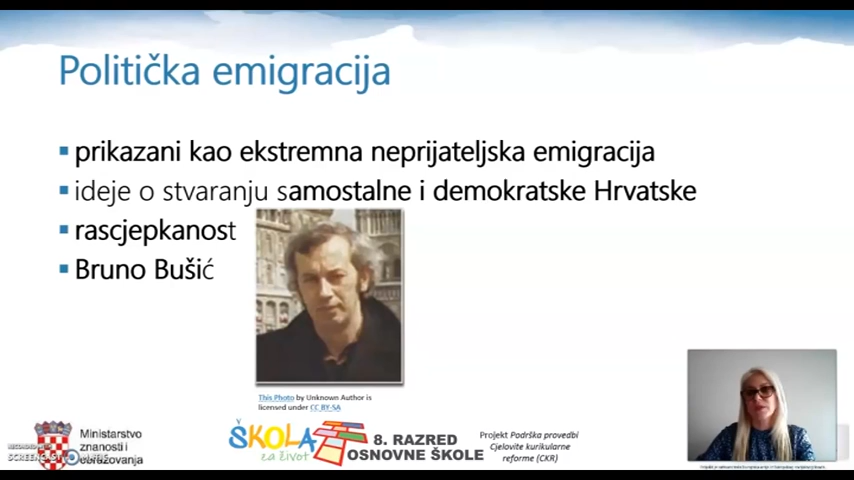 Politička emigracija
prikazani kao ekstremna neprijateljska emigracija
ideje o stvaranju samostalne i demokratske Hrvatske
rascjepkanost
Bruno Bušić
This Photo by Unknown Author is
licensed under CC BY-SA
Ministarstvo
znanosti i
obrazovanja
ŠKOLA
za život
8. RAZRED
OSNOVNE ŠKOLE
Projekt Podrška provedbi
Cjelovite kurikularne
reforme (CKR)